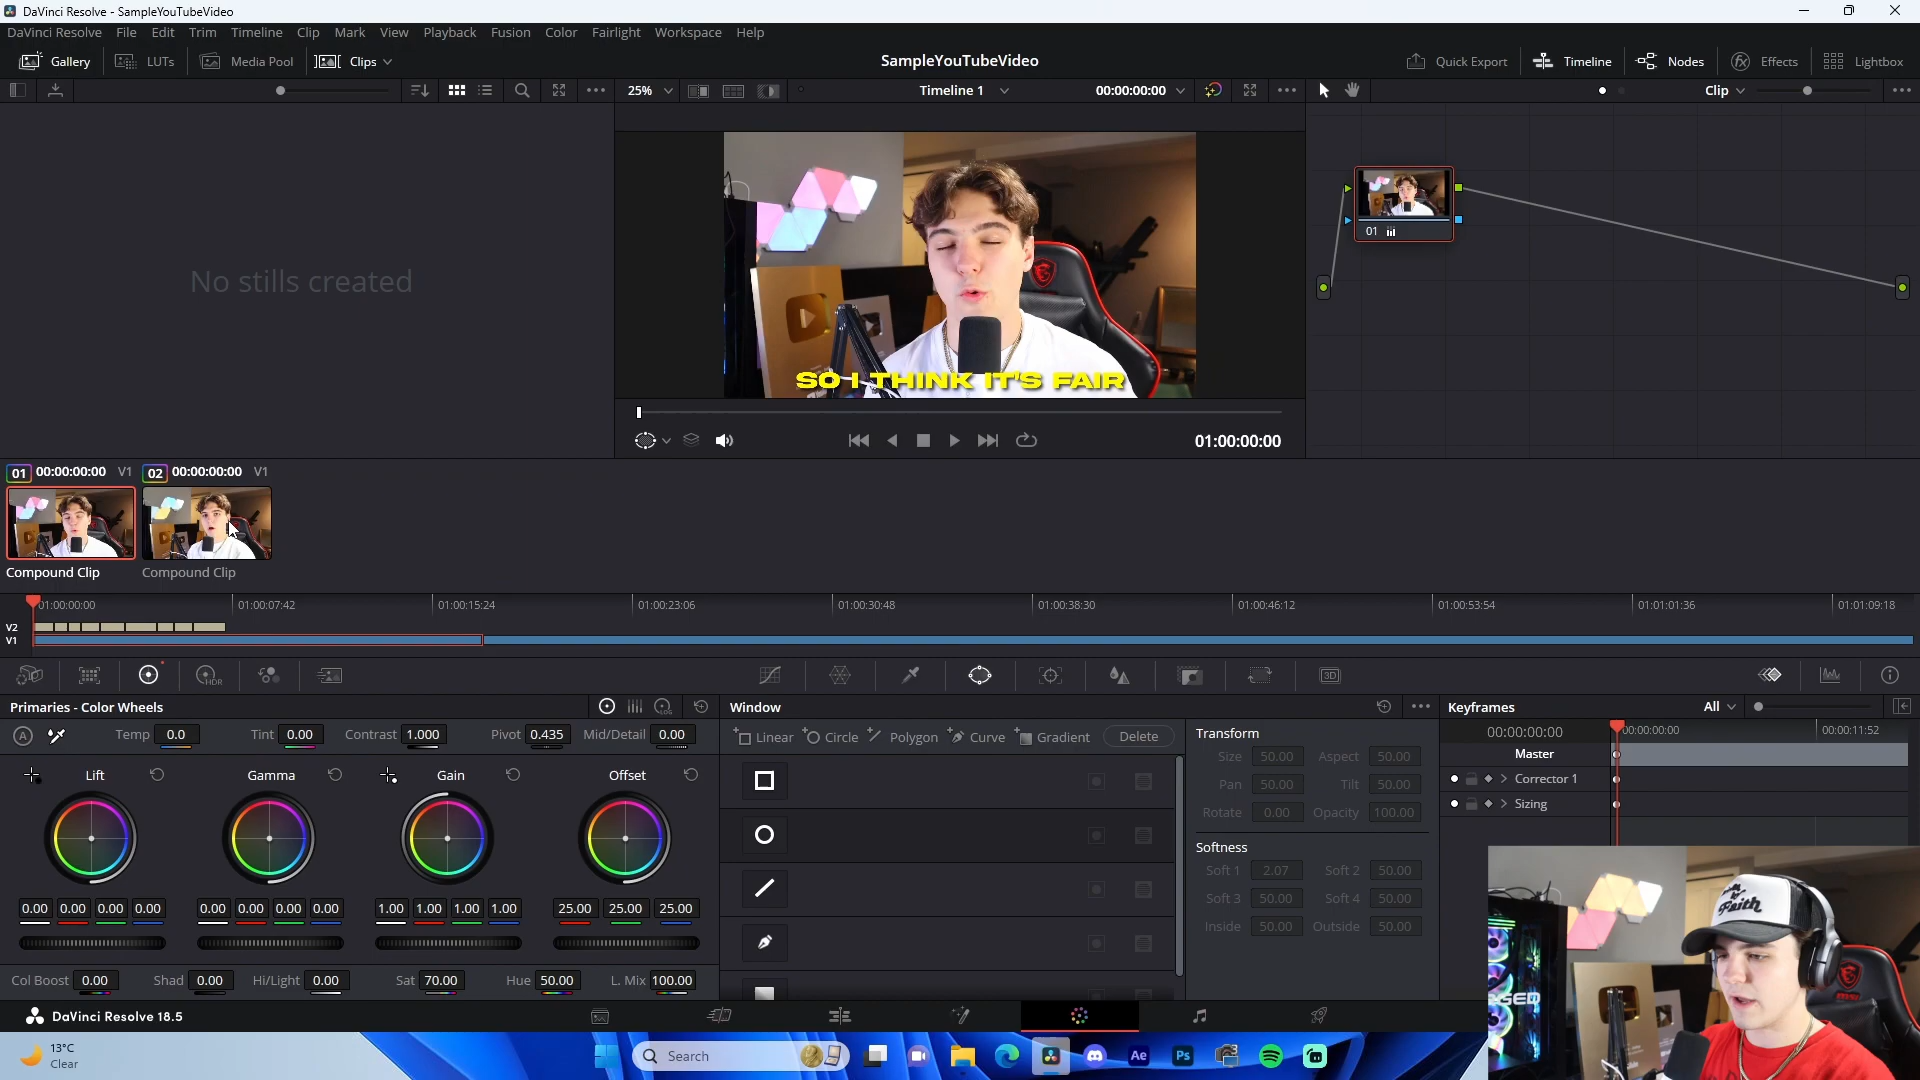 DaVinci Resolve - SampleYouTubeVideo
DaVinci Resolve File Edit Trim Timeline Clip Mark View Playback Fusion Color Fairlight Workspace Help
Gallery LUTs Media Pool Clips SampleYouTubeVideo Quick Export Timeline Nodes Effects Lightbox
25% Timeline 1 00:00:00:00 Clip
No stills created
SO I THINK IT'S FAIR
01
01:00:00:00
01 00:00:00:00 V1 02 00:00:00:00 V1
Compound Clip Compound Clip
01:00:00:00 01:00:07:42 01:00:15:24 01:00:23:06 01:00:30:48 01:00:38:30 01:00:46:12 01:00:53:54 01:01:01:36 01:01:09:18
V2
V1
HDR 3D
Primaries - Color Wheels LOG Window Keyframes All
A Temp 0.0 Tint 0.00 Contrast 1.000 Pivot 0.435 Mid/Detail 0.00
Linear Circle Polygon Curve Gradient Delete
Lift Gamma Gain Offset
0.00 0.00 0.00 0.00 0.00 0.00 0.00 0.00 1.00 1.00 1.00 1.00 25.00 25.00 25.00
Col Boost 0.00 Shad 0.00 Hi/Light 0.00 Sat 70.00 Hue 50.00 L. Mix 100.00
Transform
Size 50.00 Aspect 50.00
Pan 50.00 Tilt 50.00
Rotate 0.00 Opacity 100.00
Softness
Soft 1 2.07 Soft 2 50.00
Soft 3 50.00 Soft 4 50.00
Inside 50.00 Outside 50.00
00:00:00:00 00:00:00:00 00:00:11:52
Master
Corrector 1
Sizing
Faith
DaVinci Resolve 18.5
13°C
Clear
Search
Ae
Ps